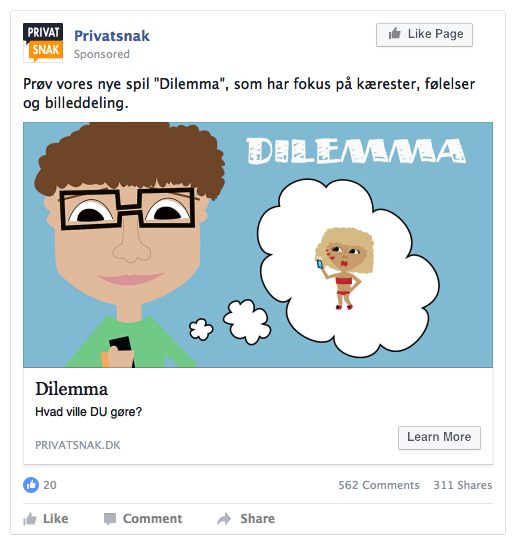 PRIVAT
SNAK
Privatsnak
Sponsored
Like Page
Prøv vores nye spil "Dilemma", som har fokus på kærester, følelser
og billeddeling.
DILEMMA
Dilemma
Hvad ville DU gøre?
PRIVATSNAK.DK
Learn More
20
562 Comments 311 Shares
Like Comment Share